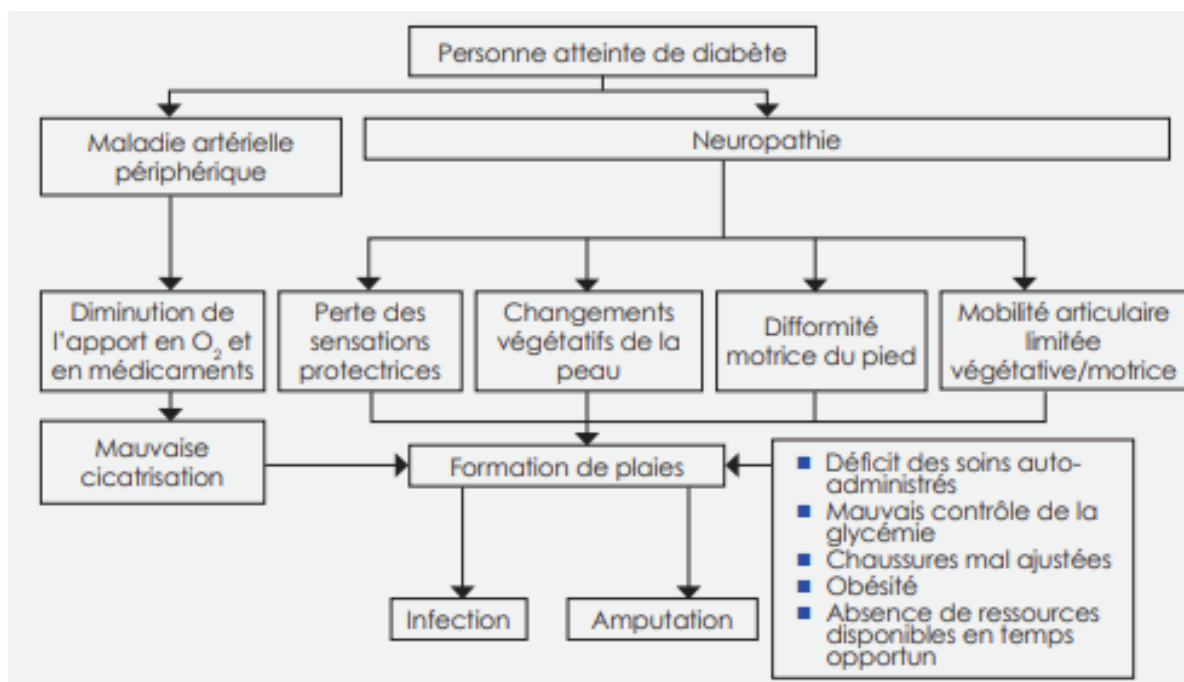 Personne atteinte de diabète
Maladie artérielle
périphérique
Neuropathie
Diminution de
l'apport en O₂ et
en médicaments
Perte des
sensations
protectrices
Changements
végétatifs de la
peau
Difformité
motrice du pied
Mobilité articulaire
limitée
végétative/motrice
Mauvaise
cicatrisation
Formation de plaies
■ Déficit des soins auto-
administrés
■ Mauvais contrôle de la
glycémie
■ Chaussures mal ajustées
■ Obésité
■ Absence de ressources
disponibles en temps
opportun
Infection
Amputation